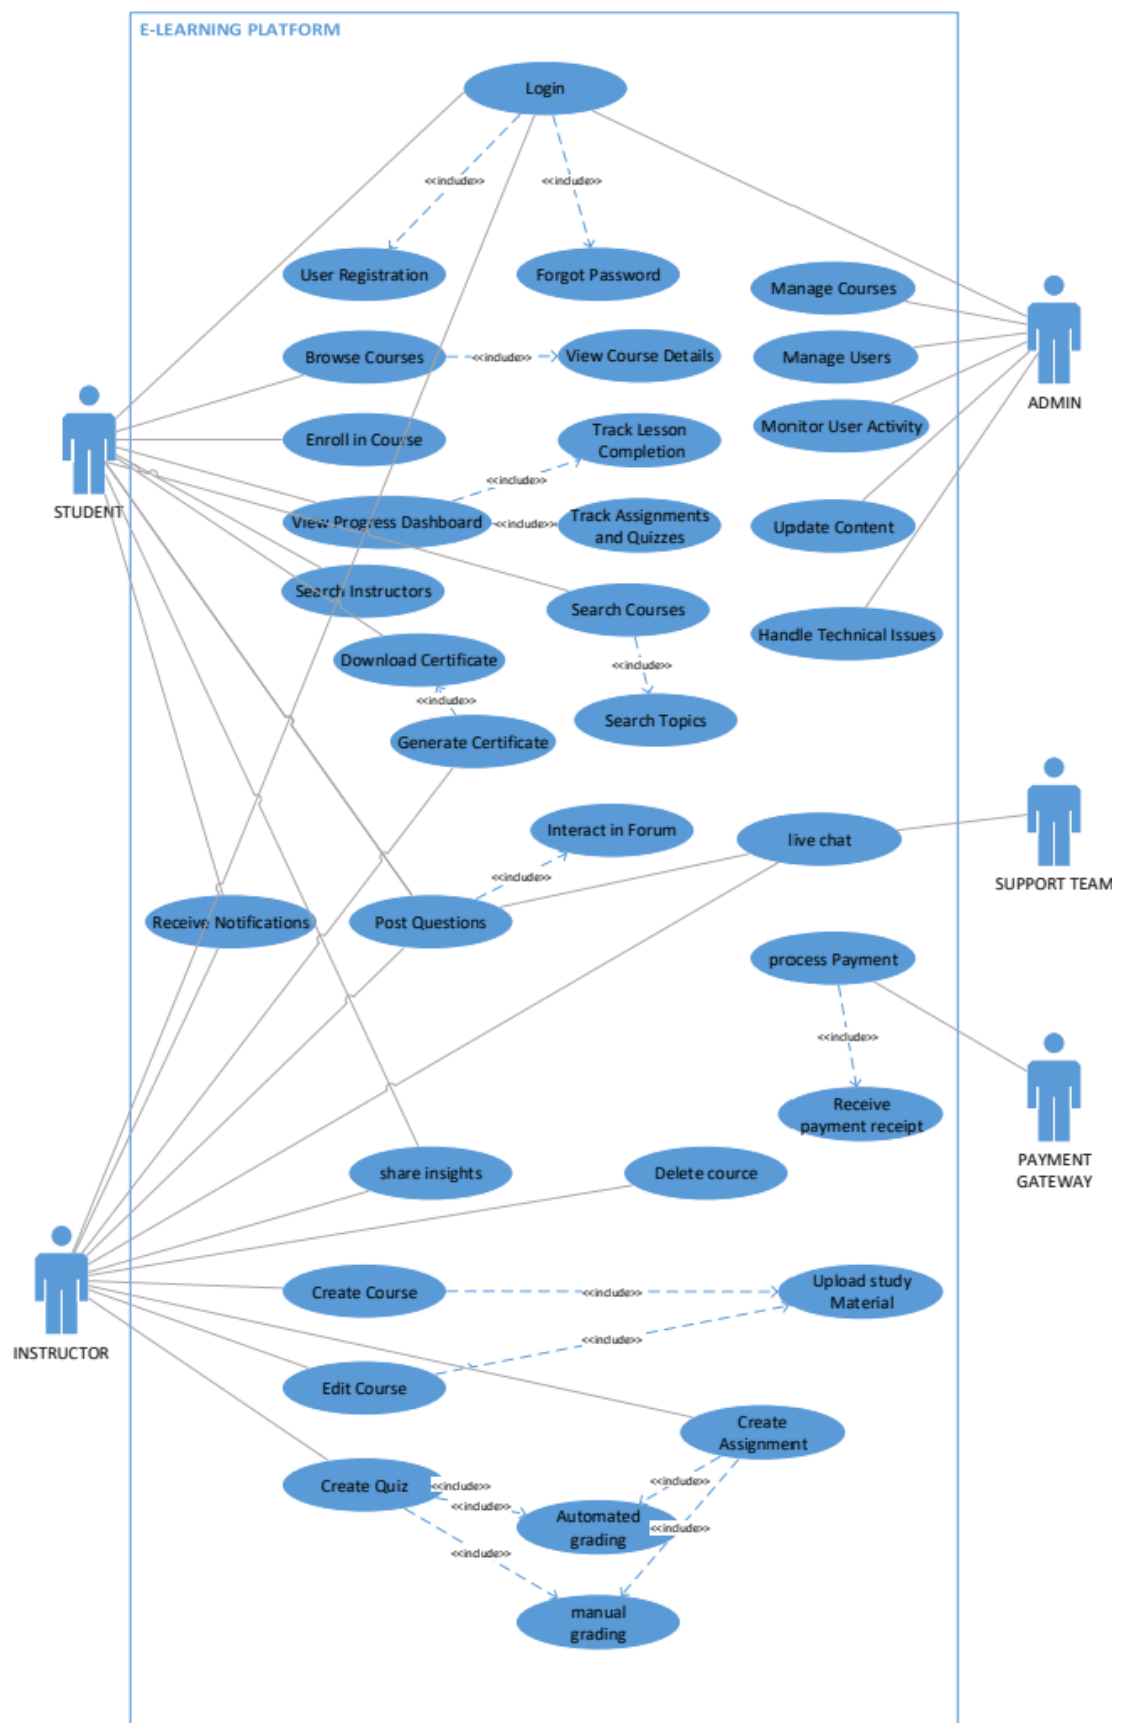 E-LEARNING PLATFORM
Login
<<include>>
<<include>>
User Registration
Forgot Password
Manage Courses
Browse Courses
<<include>>
View Course Details
Manage Users
ADMIN
Enroll in Course
Track Lesson
Completion
Monitor User Activity
<<include>>
STUDENT
View Progress Dashboard
<<include>>
Track Assignments
and Quizzes
Update Content
Search Instructors
Search Courses
Handle Technical Issues
Download Certificate
<<include>>
<<include>>
Search Topics
Generate Certificate
Interact in Forum
live chat
<<include>>
SUPPORT TEAM
Receive Notifications
Post Questions
process Payment
<<include>>
Receive
payment receipt
PAYMENT
GATEWAY
share insights
Delete cource
Create Course
<<include>>
Upload study
Material
<<include>>
INSTRUCTOR
Edit Course
Create
Assignment
Create Quiz
<<include>>
<<include>>
<<include>>
Automated
grading
<<include>>
<<include>>
manual
grading